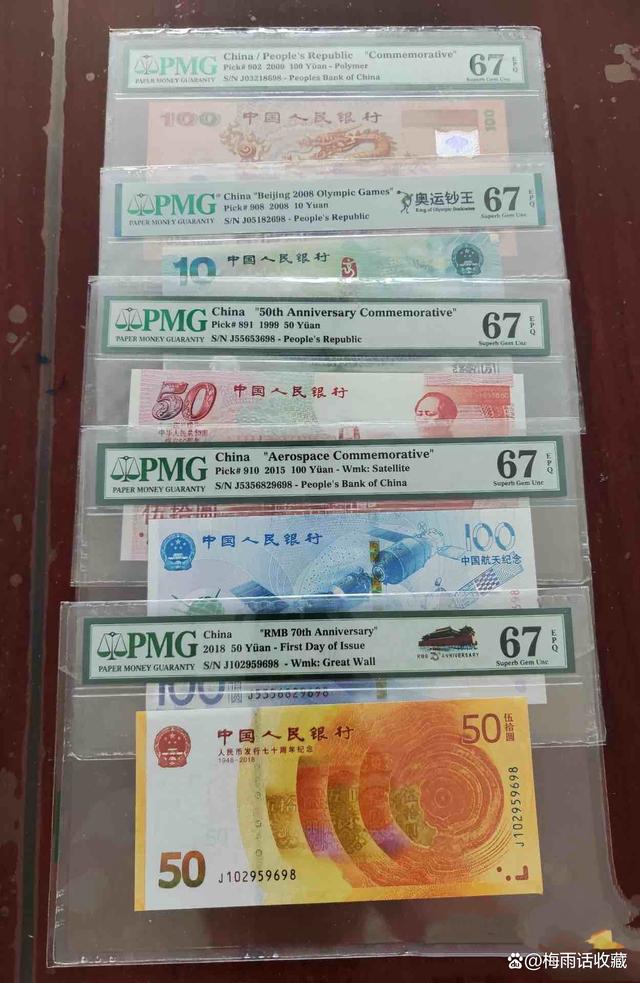 PMG
PAPER MONEY GUARANTY
China / People's Republic "Commemorative"
Pick# 902 2000 100 Yüan - Polymer
S/N J03218698 - Peoples Bank of China
67 EPQ
Superb Gem Unc
100 中国人民银行 100
PMG
PAPER MONEY GUARANTY
China "Beijing 2008 Olympic Games"
Pick# 908 2008 10 Yuan
S/N J05182698 - People's Republic
奥运钞王
67 EPQ
Superb Gem Unc
10 中国人民银行
PMG
PAPER MONEY GUARANTY
China "50th Anniversary Commemorative"
Pick# 891 1999 50 Yüan
S/N J55653698 - People's Republic
67 EPQ
Superb Gem Unc
50 中国人民银行
PMG
PAPER MONEY GUARANTY
China "Aerospace Commemorative"
Pick# 910 2015 100 Yüan - Wmk: Satellite
S/N J5356829698 - People's Bank of China
67 EPQ
Superb Gem Unc
伍拾圆
中国人民银行 100
中国航天纪念
PMG
PAPER MONEY GUARANTY
China "RMB 70th Anniversary"
2018 50 Yüan - First Day of Issue
S/N J102959698 - Wmk: Great Wall
RMB 70 ANNIVERSARY
67 EPQ
Superb Gem Unc
100 J5356829698
中国人民银行 50 伍拾圆
人民币发行七十周年纪念
1948-2018
J102959698
50 J102959698
@梅雨话收藏